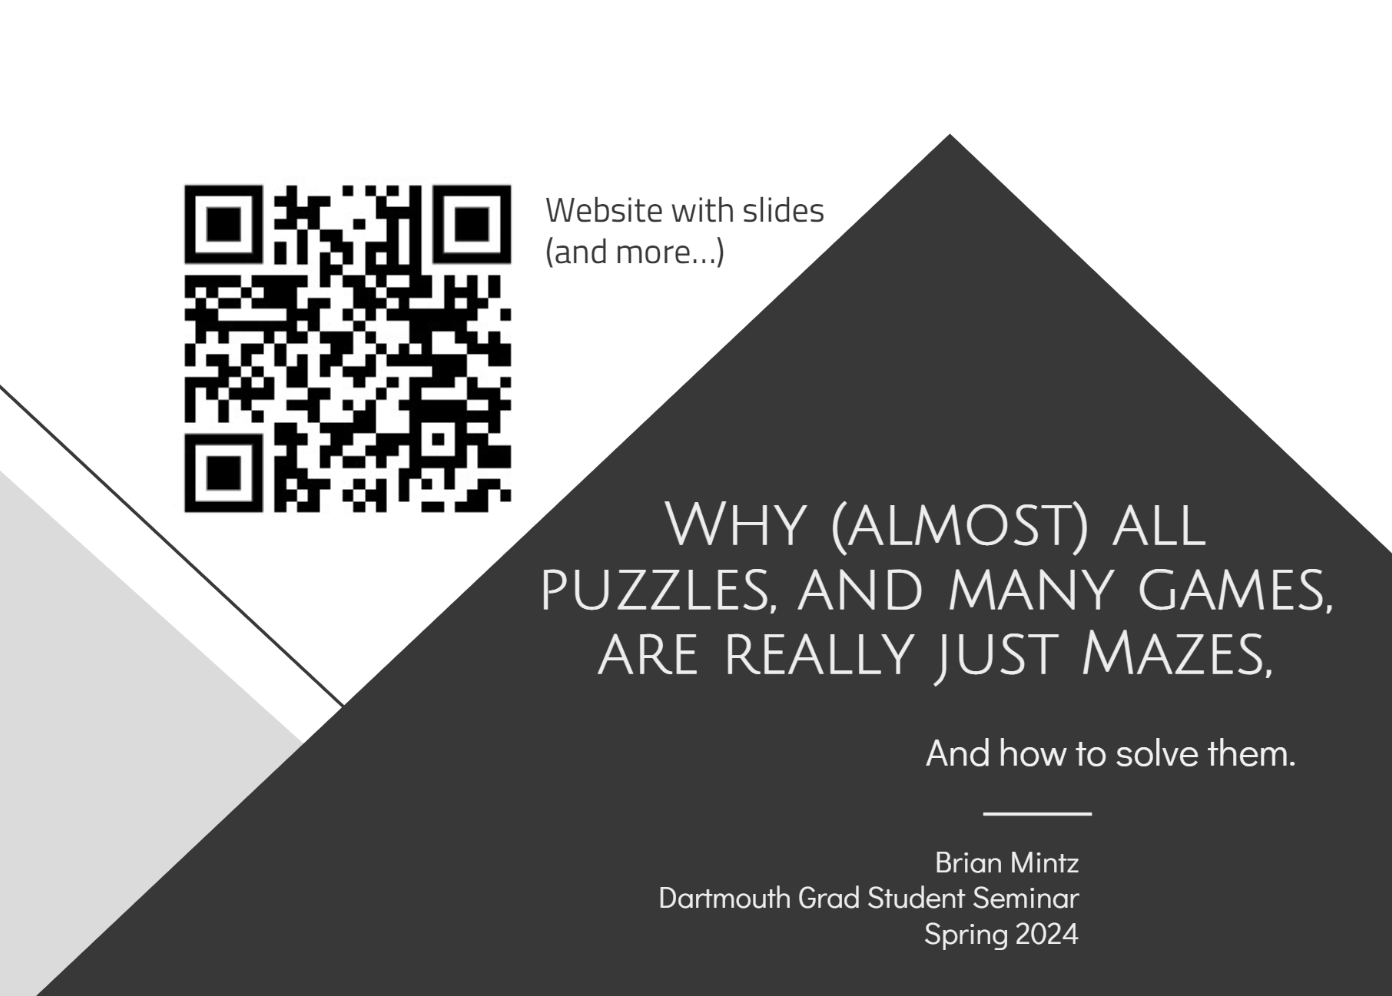 Website with slides
(and more...)
Why (almost) all
puzzles, and many games,
are really just Mazes,
And how to solve them.
Brian Mintz
Dartmouth Grad Student Seminar
Spring 2024